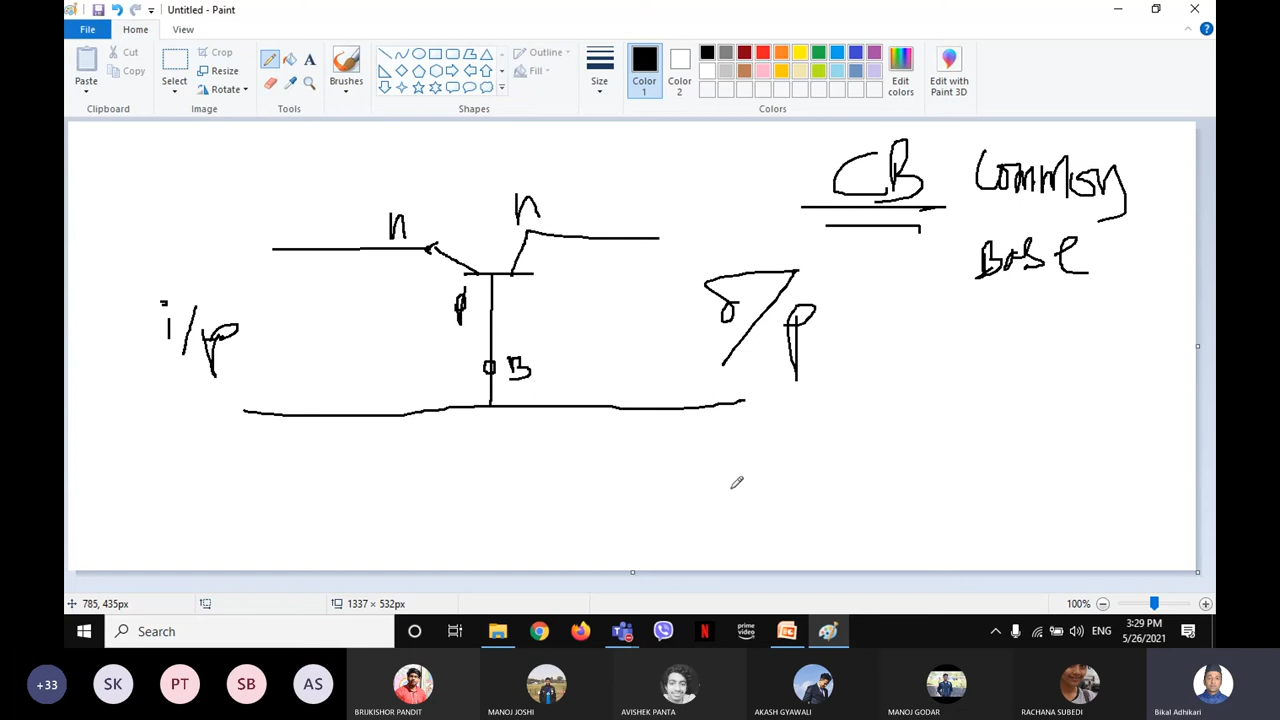 Untitled - Paint
File Home View
Paste
Cut
Copy
Clipboard
Select
Crop
Resize
Rotate
Image
Tools
Brushes
Shapes
Outline
Fill
Size
Color 1
Color 2
Edit colors
Colors
Edit with Paint 3D
CB Common
Base
n n
p
i/p
o/p
B
785, 435px
1337 × 532px
100%
Search
prime video
ENG
3:29 PM
5/26/2021
+33 SK PT SB AS
BRIJKISHOR PANDIT MANOJ JOSHI AVISHEK PANTA AKASH GYAWALI MANOJ GODAR RACHANA SUBEDI Bikal Adhikari